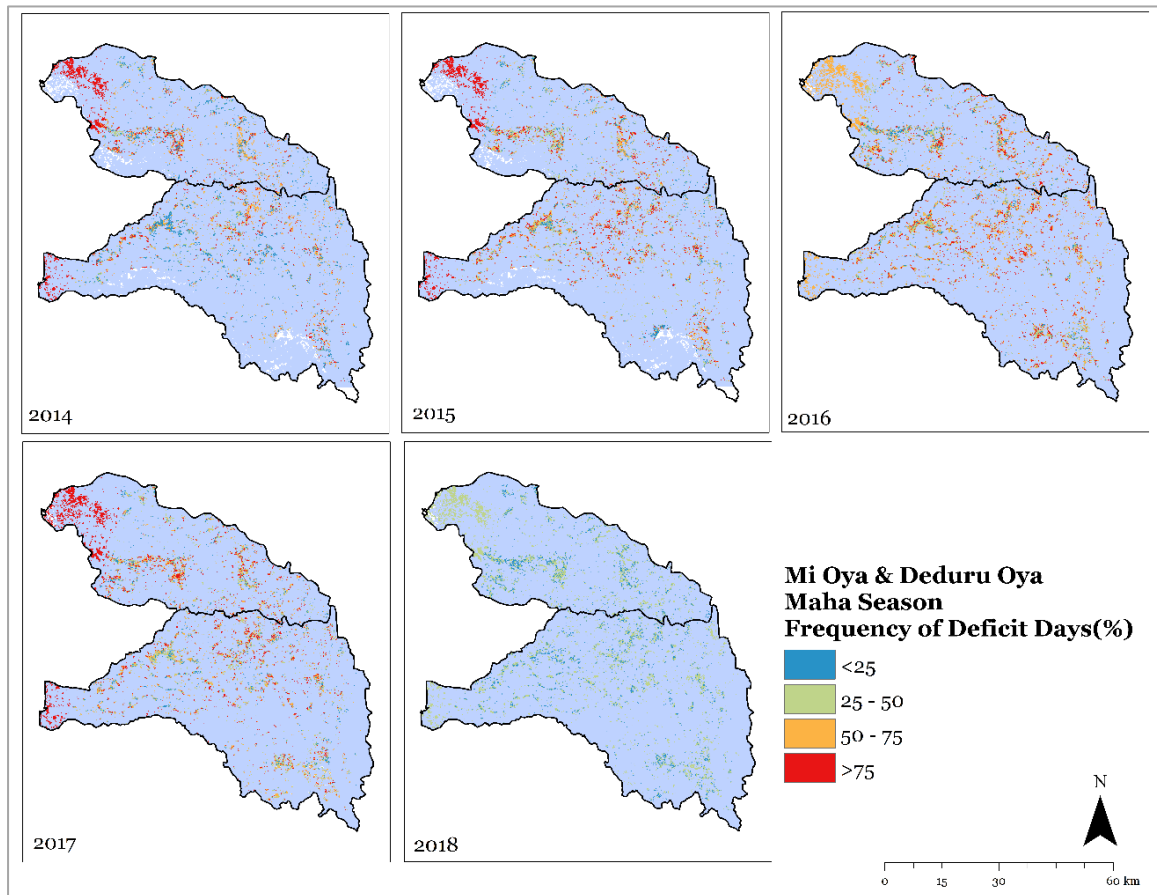 2014
2015
2016
2017
2018
Mi Oya & Deduru Oya
Maha Season
Frequency of Deficit Days(%)
<25
25 - 50
50 - 75
>75
N
0 15 30 60 km